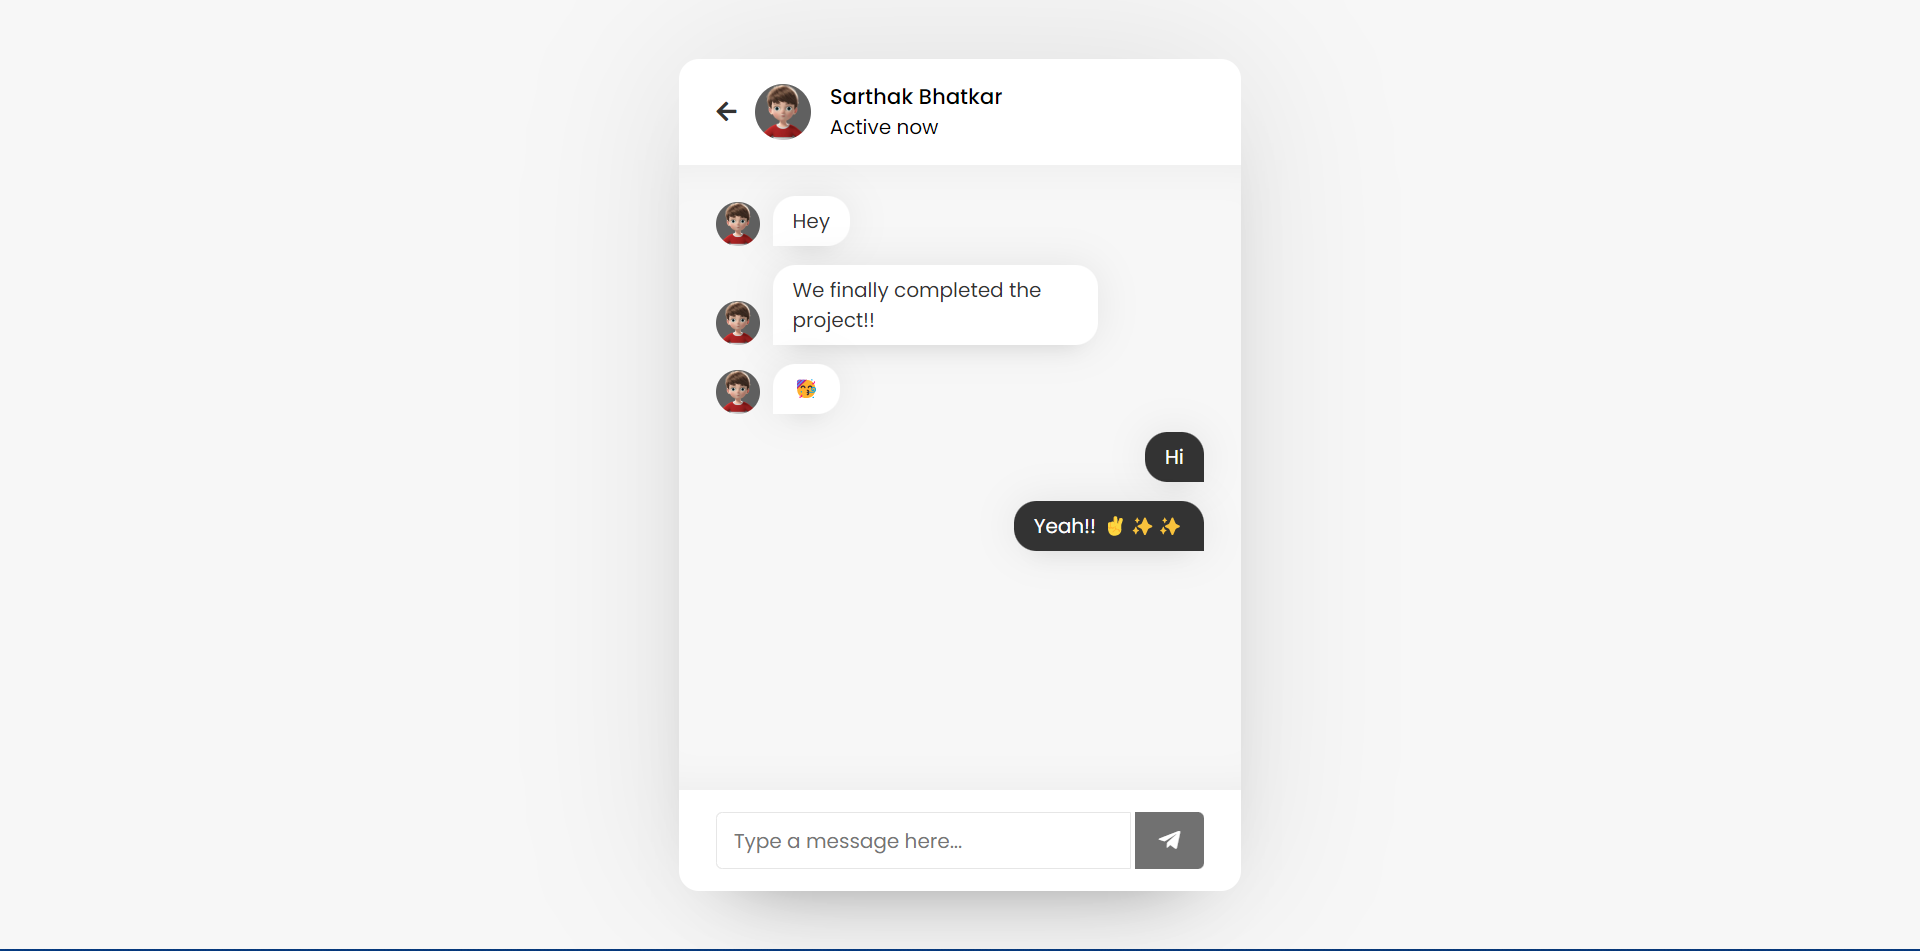 Sarthak Bhatkar
Active now
Hey
We finally completed the
project!!
🥳
Hi
Yeah!! ✌️✨✨
Type a message here...